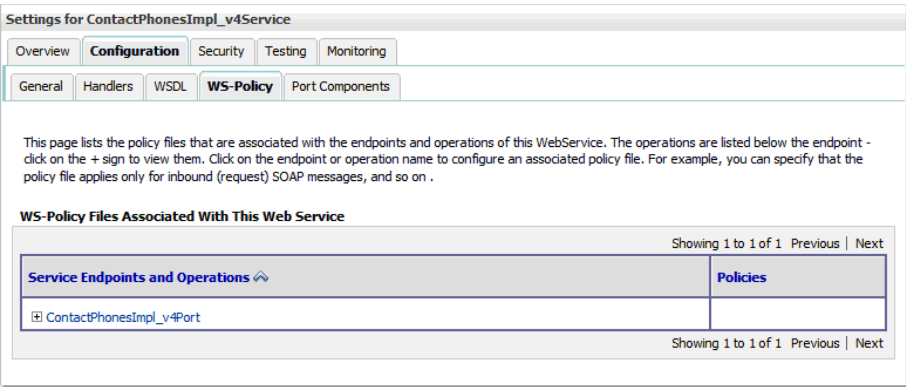 Settings for ContactPhonesImpl_v4Service
Overview Configuration Security Testing Monitoring
General Handlers WSDL WS-Policy Port Components
This page lists the policy files that are associated with the endpoints and operations of this WebService. The operations are listed below the endpoint -
click on the + sign to view them. Click on the endpoint or operation name to configure an associated policy file. For example, you can specify that the
policy file applies only for inbound (request) SOAP messages, and so on .
WS-Policy Files Associated With This Web Service
Showing 1 to 1 of 1 Previous | Next
Service Endpoints and Operations Policies
ContactPhonesImpl_v4Port
Showing 1 to 1 of 1 Previous | Next